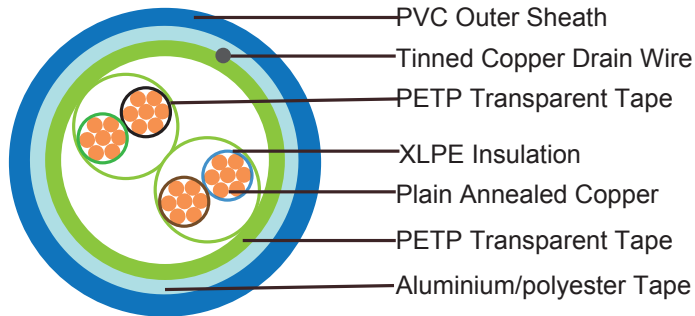 PVC Outer Sheath
Tinned Copper Drain Wire
PETP Transparent Tape
XLPE Insulation
Plain Annealed Copper
PETP Transparent Tape
Aluminium/polyester Tape